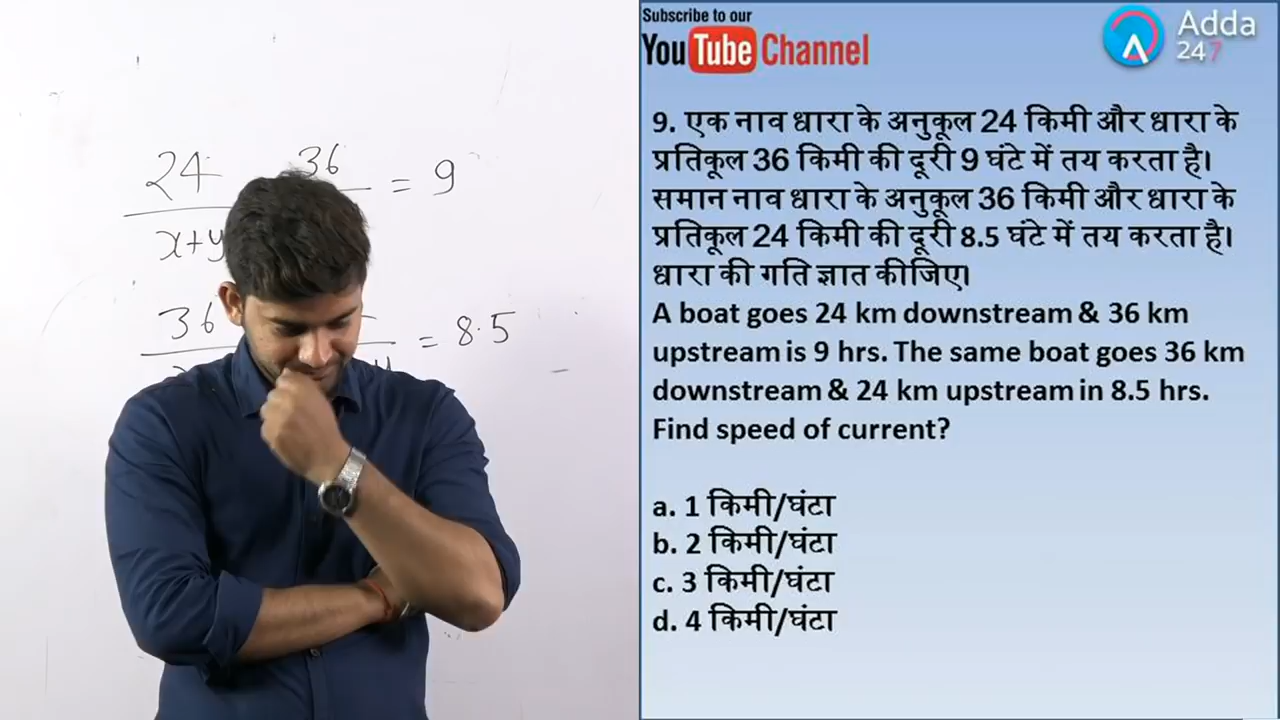 24 36 = 9
x+y
36 = 8.5
Subscribe to our
YouTube Channel
Adda
247
9. एक नाव धारा के अनुकूल 24 किमी और धारा के
प्रतिकूल 36 किमी की दूरी 9 घंटे में तय करता है।
समान नाव धारा के अनुकूल 36 किमी और धारा के
प्रतिकूल 24 किमी की दूरी 8.5 घंटे में तय करता है।
धारा की गति ज्ञात कीजिए।
A boat goes 24 km downstream & 36 km
upstream is 9 hrs. The same boat goes 36 km
downstream & 24 km upstream in 8.5 hrs.
Find speed of current?
a. 1 किमी/घंटा
b. 2 किमी/घंटा
c. 3 किमी/घंटा
d. 4 किमी/घंटा